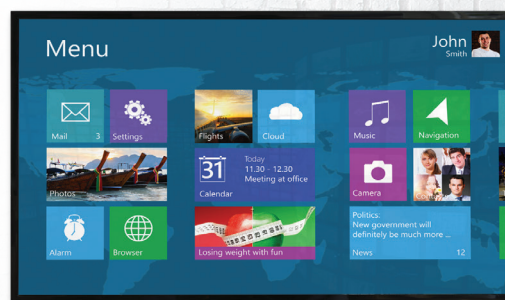 Menu
John
Smith
Mail 3
Settings
Flights
Cloud
Music
Navigation
Photos
31
Today
11.30 - 12.30
Meeting at office
Calendar
Camera
Alarm
Browser
Losing weight with fun
Politics:
New government will
definitely be much more ...
News 12